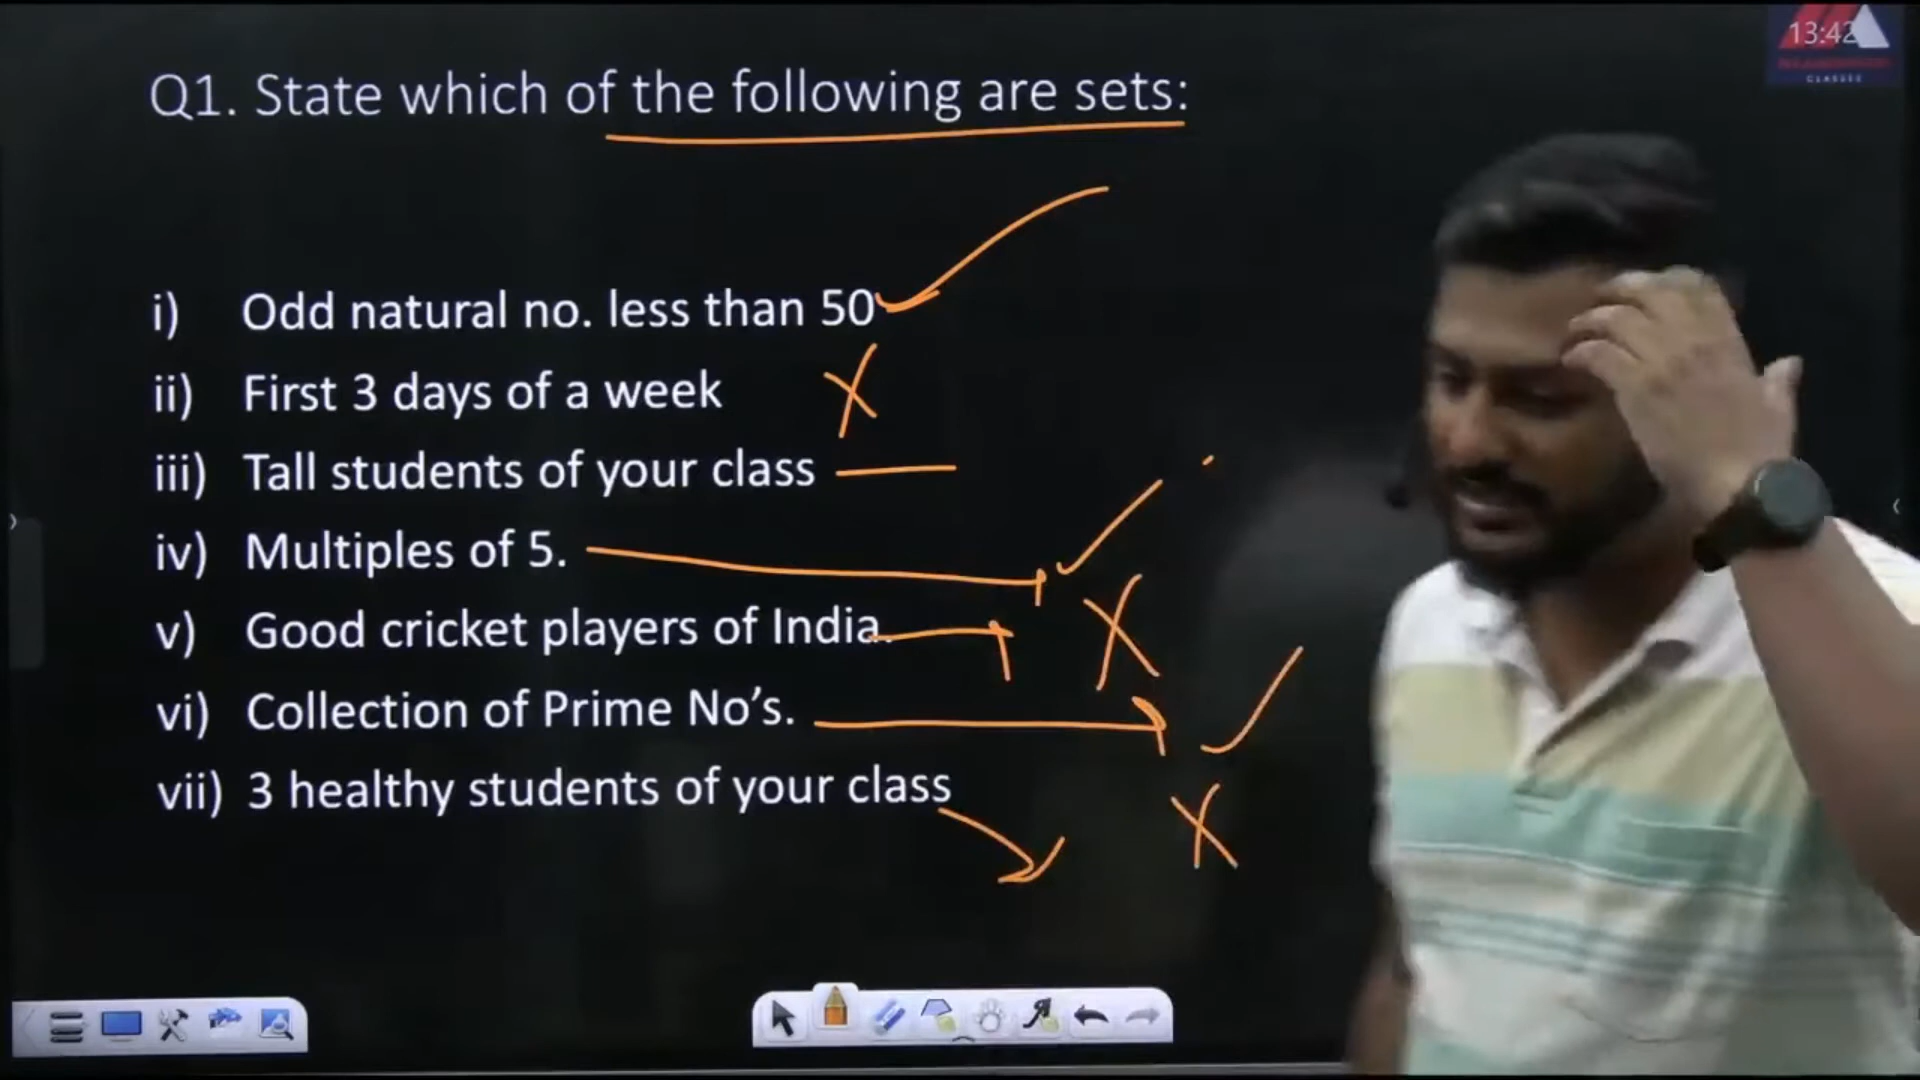 13:42
CLASSES
Q1. State which of the following are sets:
i) Odd natural no. less than 50
ii) First 3 days of a week
iii) Tall students of your class
iv) Multiples of 5.
v) Good cricket players of India.
vi) Collection of Prime No's.
vii) 3 healthy students of your class